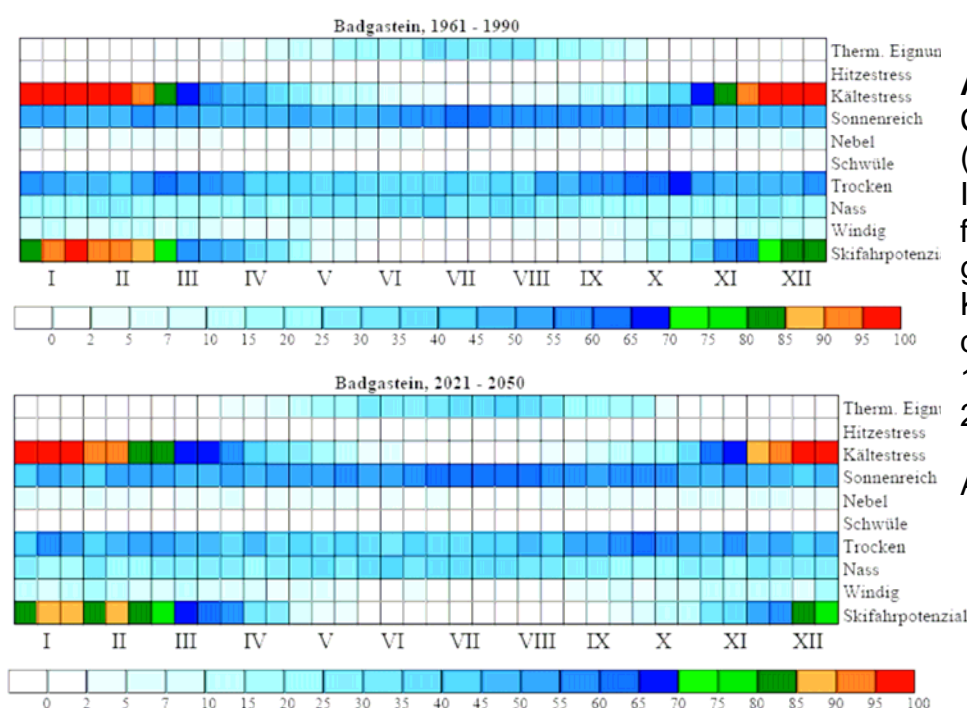 Badgastein, 1961 - 1990
Therm. Eignun
Hitzestress
Kältestress
Sonnenreich
Nebel
Schwüle
Trocken
Nass
Windig
Skifahrpotenzi
I II III IV V VI VII VIII IX X XI XII
0 2 5 7 10 15 20 25 30 35 40 45 50 55 60 65 70 75 80 85 90 95 100
Badgastein, 2021 - 2050
Therm. Eign
Hitzestress
Kältestress
Sonnenreich
Nebel
Schwüle
Trocken
Nass
Windig
Skifahrpotenzial
I II III IV V VI VII VIII IX X XI XII
0 2 5 7 10 15 20 25 30 35 40 45 50 55 60 65 70 75 80 85 90 95 100